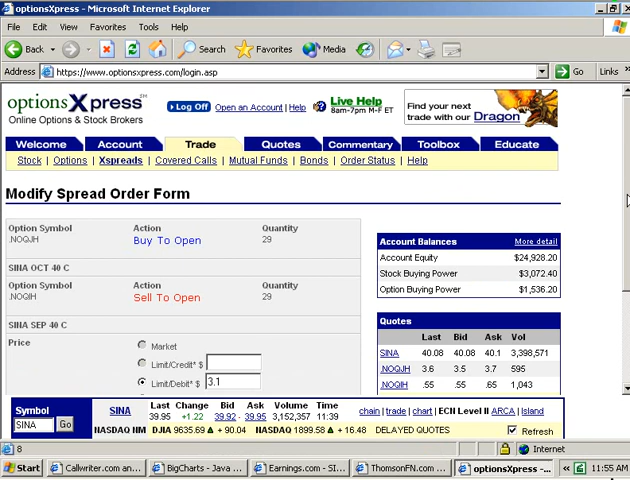 optionsXpress - Microsoft Internet Explorer
File Edit View Favorites Tools Help
Back Search Favorites Media
Address https://www.optionsxpress.com/login.asp Go Links »
optionsXpress SM
Online Options & Stock Brokers
Log Off Open an Account | Help
Live Help
8am-7pm M-F ET
Find your next
trade with our Dragon
Welcome Account Trade Quotes Commentary Toolbox Educate
Stock | Options | Xspreads | Covered Calls | Mutual Funds | Bonds | Order Status | Help
Modify Spread Order Form
Option Symbol Action Quantity
.NOQJH Buy To Open 29
SINA OCT 40 C
Option Symbol Action Quantity
.NOQIH Sell To Open 29
SINA SEP 40 C
Price Market
Limit/Credit* $
Limit/Debit* $ 3.1
Account Balances More detail
Account Equity $24,928.20
Stock Buying Power $3,072.40
Option Buying Power $1,536.20
Quotes
Last Bid Ask Vol
SINA 40.08 40.08 40.1 3,398,571
.NOQJH 3.6 3.5 3.7 595
.NOQIH .55 .55 .65 1,043
Symbol
SINA Go
SINA Last Change Bid Ask Volume Time
39.95 +1.22 39.92 - 39.95 3,152,357 11:39
chain | trade | chart | ECN Level II ARCA | Island
NASDAQ NM DJIA 9635.69 + 90.04 NASDAQ 1899.58 + 16.48 DELAYED QUOTES Refresh
8 Internet
Start Callwriter.com an... BigCharts - Java ... Earnings.com - SI... ThomsonFN.com ... optionsXpress -... « 11:55 AM